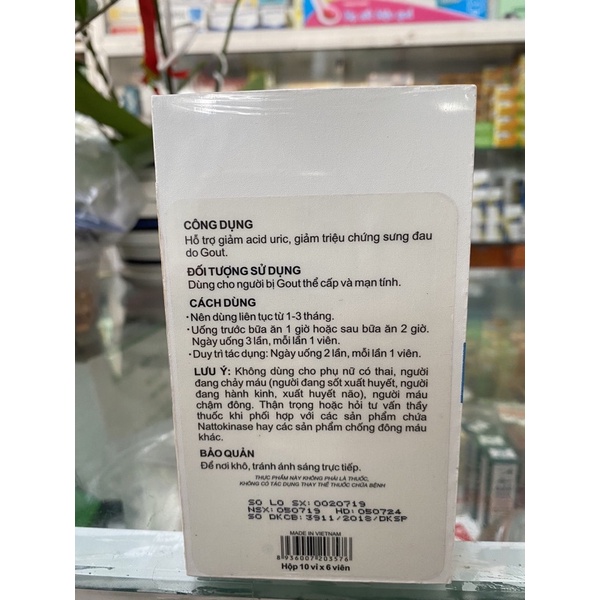 CÔNG DỤNG
Hỗ trợ giảm acid uric, giảm triệu chứng sưng đau
do Gout.
ĐỐI TƯỢNG SỬ DỤNG
Dùng cho người bị Gout thể cấp và mạn tính.
CÁCH DÙNG
• Nên dùng liên tục từ 1-3 tháng.
• Uống trước bữa ăn 1 giờ hoặc sau bữa ăn 2 giờ.
Ngày uống 3 lần, mỗi lần 1 viên.
• Duy trì tác dụng: Ngày uống 2 lần, mỗi lần 1 viên.
LƯU Ý: Không dùng cho phụ nữ có thai, người
đang chảy máu (người đang sốt xuất huyết, người
đang hành kinh, xuất huyết não), người máu
chậm đông. Thận trọng hoặc hỏi tư vấn thầy
thuốc khi phối hợp với các sản phẩm chứa
Nattokinase hay các sản phẩm chống đông máu
khác.
BẢO QUẢN
Để nơi khô, tránh ánh sáng trực tiếp.
THỰC PHẨM NÀY KHÔNG PHẢI LÀ THUỐC,
KHÔNG CÓ TÁC DỤNG THAY THẾ THUỐC CHỮA BỆNH
SO LO SX: 0020719
NSX: 050719 HD: 050724
SO DKCB: 3911/2018/DKSP
MADE IN VIETNAM
8 936007 203576
Hộp 10 vỉ x 6 viên